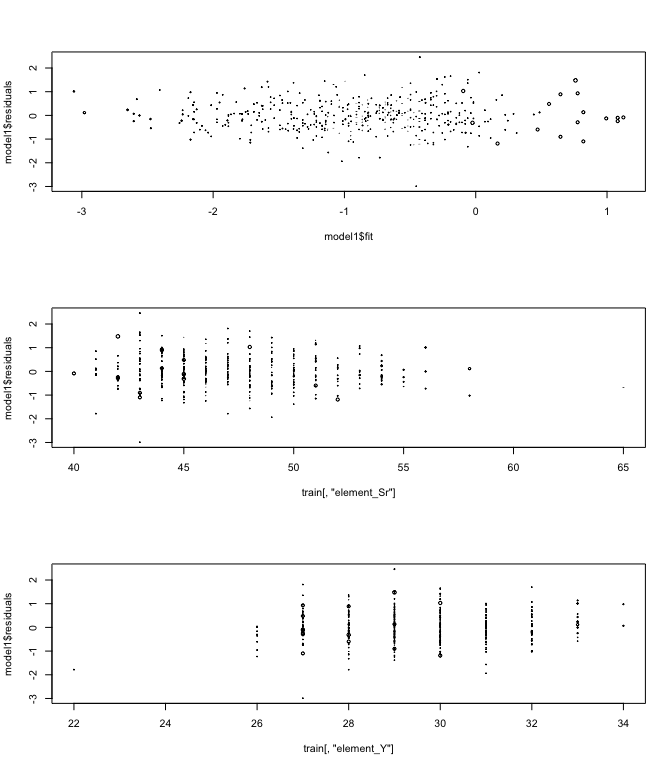 2
1
0
-1
-2
-3
model1$residuals
-3 -2 -1 0 1
model1$fit
2
1
0
-1
-2
-3
model1$residuals
40 45 50 55 60 65
train[, "element_Sr"]
2
1
0
-1
-2
-3
model1$residuals
22 24 26 28 30 32 34
train[, "element_Y"]